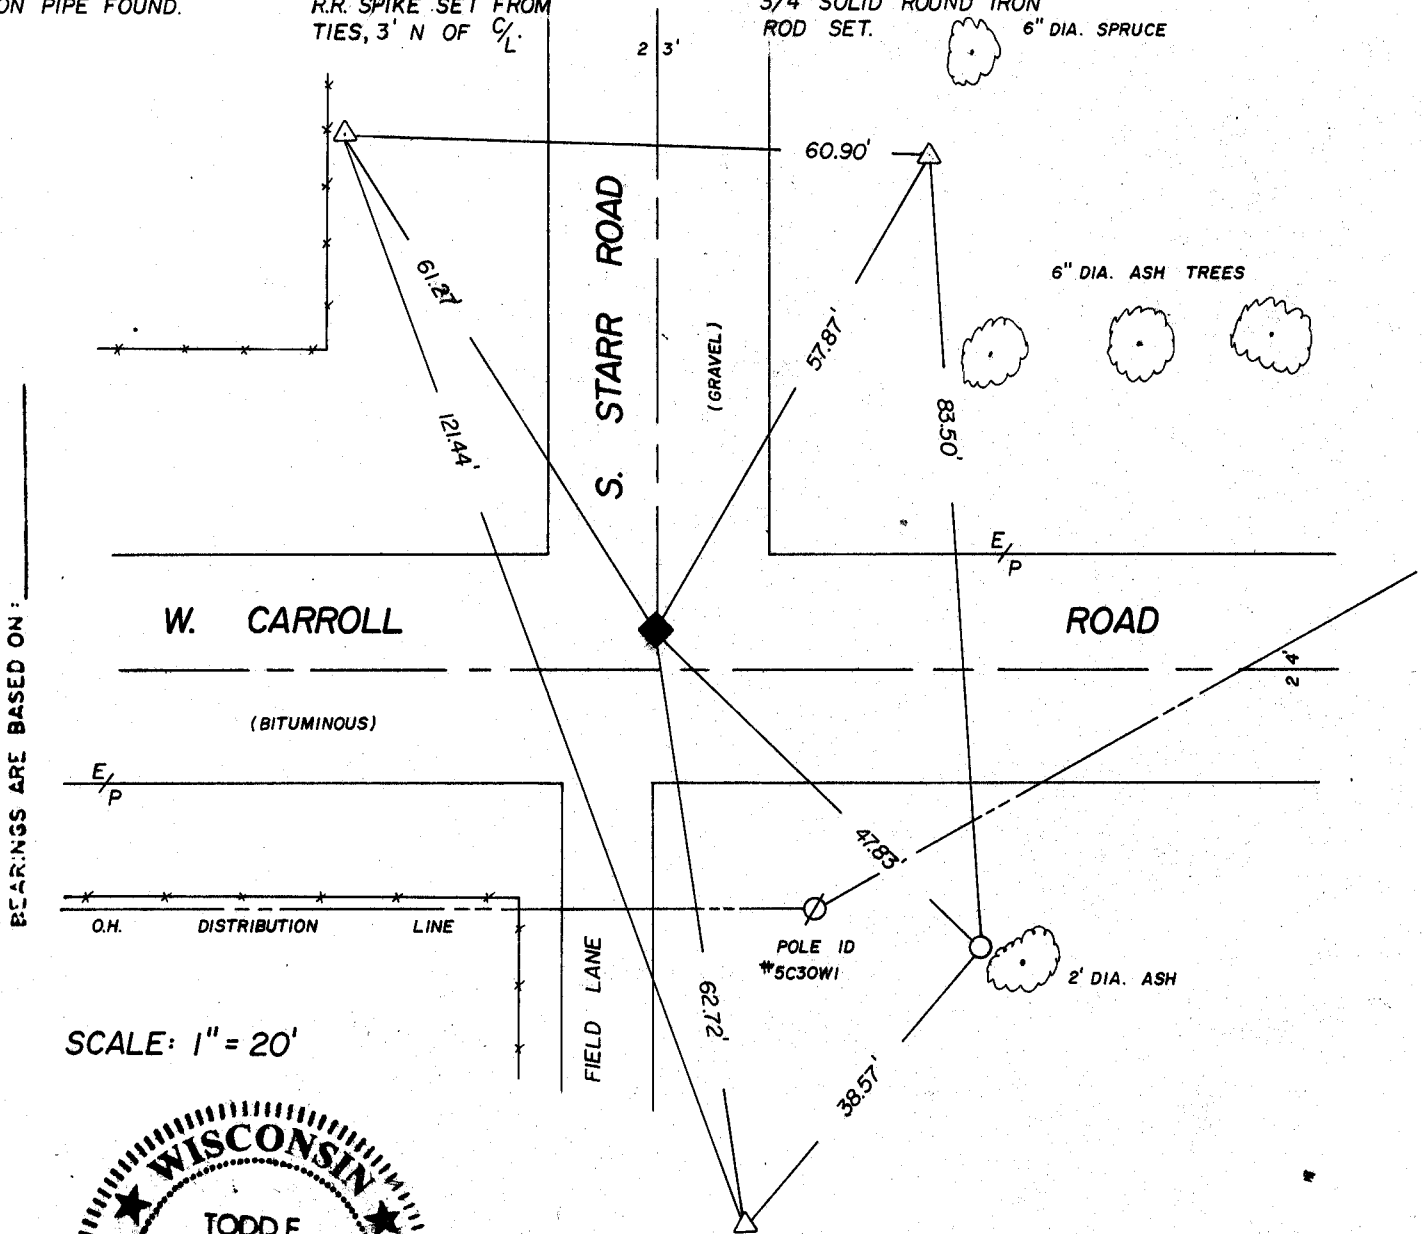 ON PIPE FOUND.
R.R. SPIKE SET FROM
TIES, 3' N OF C/L.
3/4 SOLID ROUND IRON
ROD SET.
6" DIA. SPRUCE
2 3'
60.90'
61.27
S. STARR ROAD
(GRAVEL)
57.87'
6" DIA. ASH TREES
121.44'
83.50'
E/P
W. CARROLL ROAD
2 4'
(BITUMINOUS)
E/P
BEARINGS ARE BASED ON:
47.83'
O.H. DISTRIBUTION LINE
POLE ID
#5C30W1
2' DIA. ASH
FIELD LANE
62.72'
SCALE: 1" = 20'
38.57'
WISCONSIN
TODD E